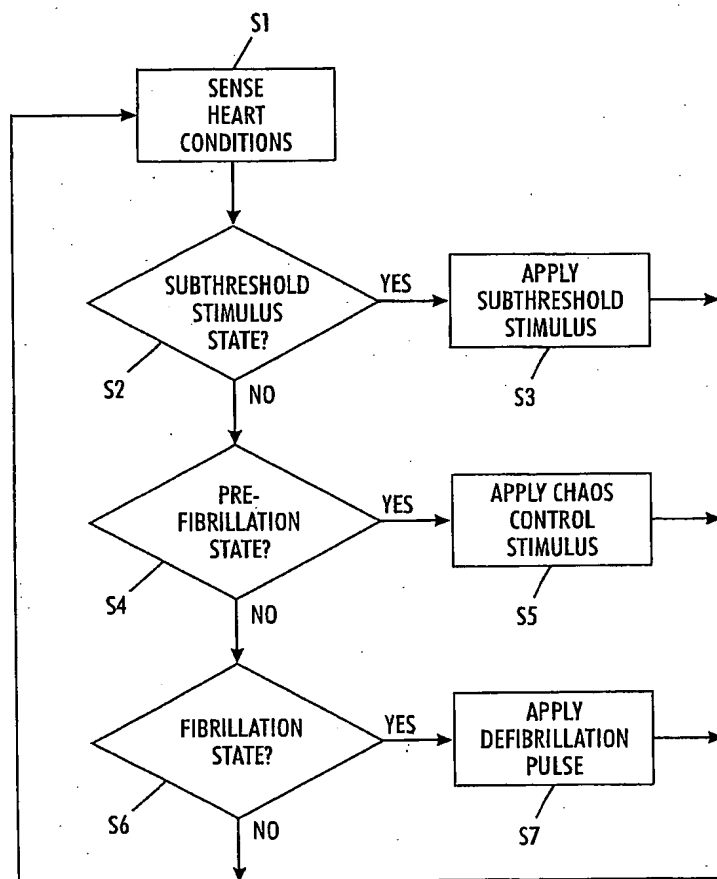 S1
SENSE
HEART
CONDITIONS
SUBTHRESHOLD
STIMULUS
STATE?
YES
APPLY
SUBTHRESHOLD
STIMULUS
S2
NO
S3
PRE-
FIBRILLATION
STATE?
YES
APPLY CHAOS
CONTROL
STIMULUS
S4
NO
S5
FIBRILLATION
STATE?
YES
APPLY
DEFIBRILLATION
PULSE
S6
NO
S7